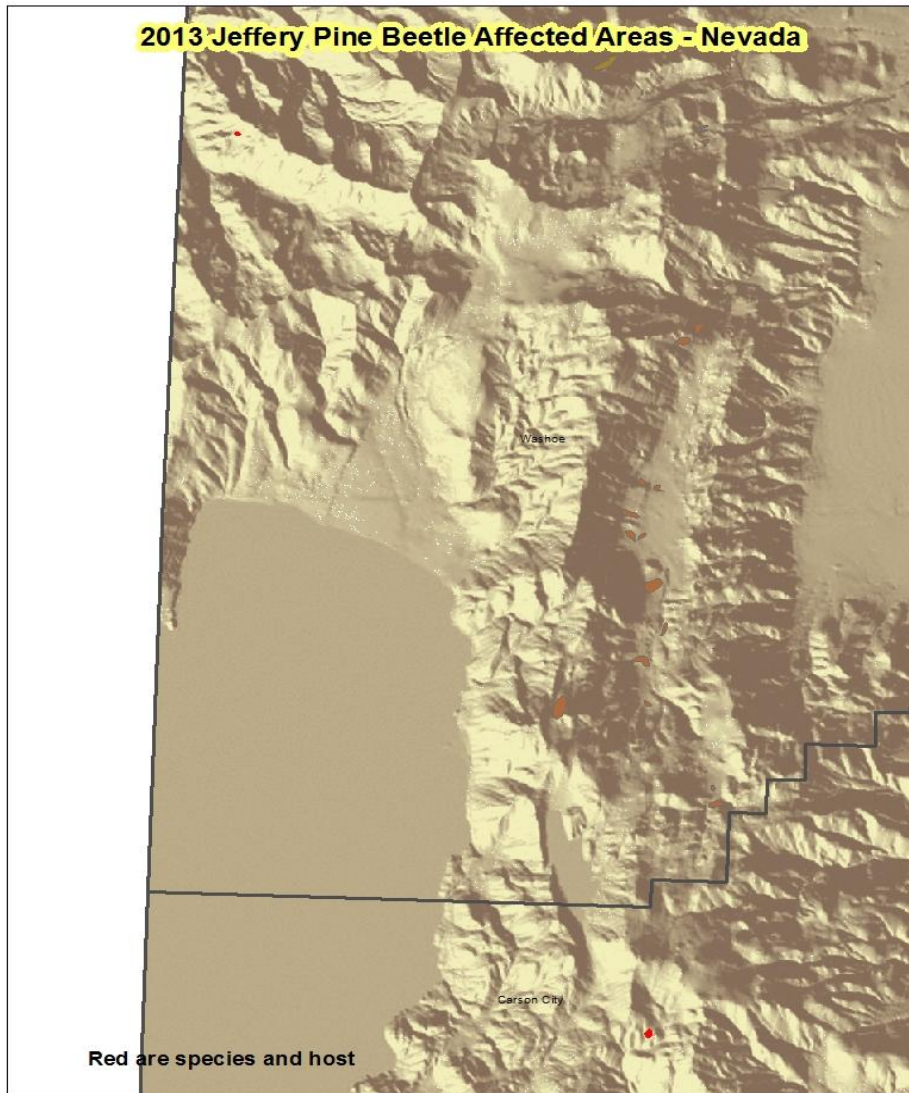 2013 Jeffery Pine Beetle Affected Areas - Nevada
Washoe
Carson City
Red are species and host